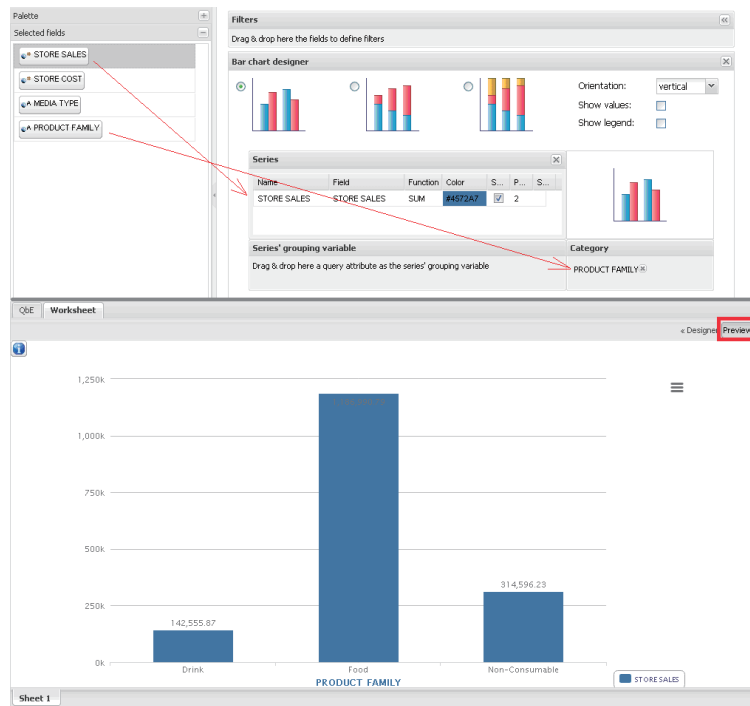 Palette
Selected fields
STORE SALES
STORE COST
MEDIA TYPE
PRODUCT FAMILY
Filters
Drag & drop here the fields to define filters
Bar chart designer
Orientation: vertical
Show values:
Show legend:
Series
Name Field Function Color S... P... S...
STORE SALES STORE SALES SUM #4572A7 2
Series' grouping variable
Drag & drop here a query attribute as the series' grouping variable
Category
PRODUCT FAMILY
QbE Worksheet
« Designer Preview
1,250k
1,000k
750k
500k
250k
0k
314,596.23
142,555.87
Drink Food Non-Consumable
PRODUCT FAMILY
STORE SALES
Sheet 1